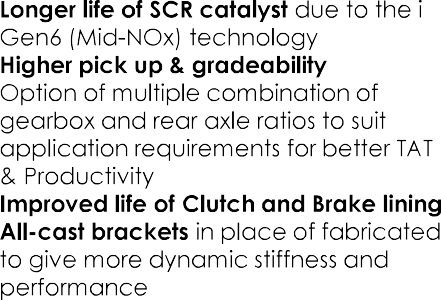 Longer life of SCR catalyst due to the i
Gen6 (Mid-NOx) technology
Higher pick up & gradeability
Option of multiple combination of
gearbox and rear axle ratios to suit
application requirements for better TAT
& Productivity
Improved life of Clutch and Brake lining
All-cast brackets in place of fabricated
to give more dynamic stiffness and
performance